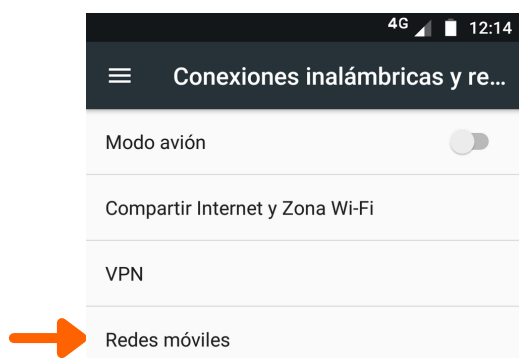 4G 12:14
Conexiones inalámbricas y re...
Modo avión
Compartir Internet y Zona Wi-Fi
VPN
Redes móviles